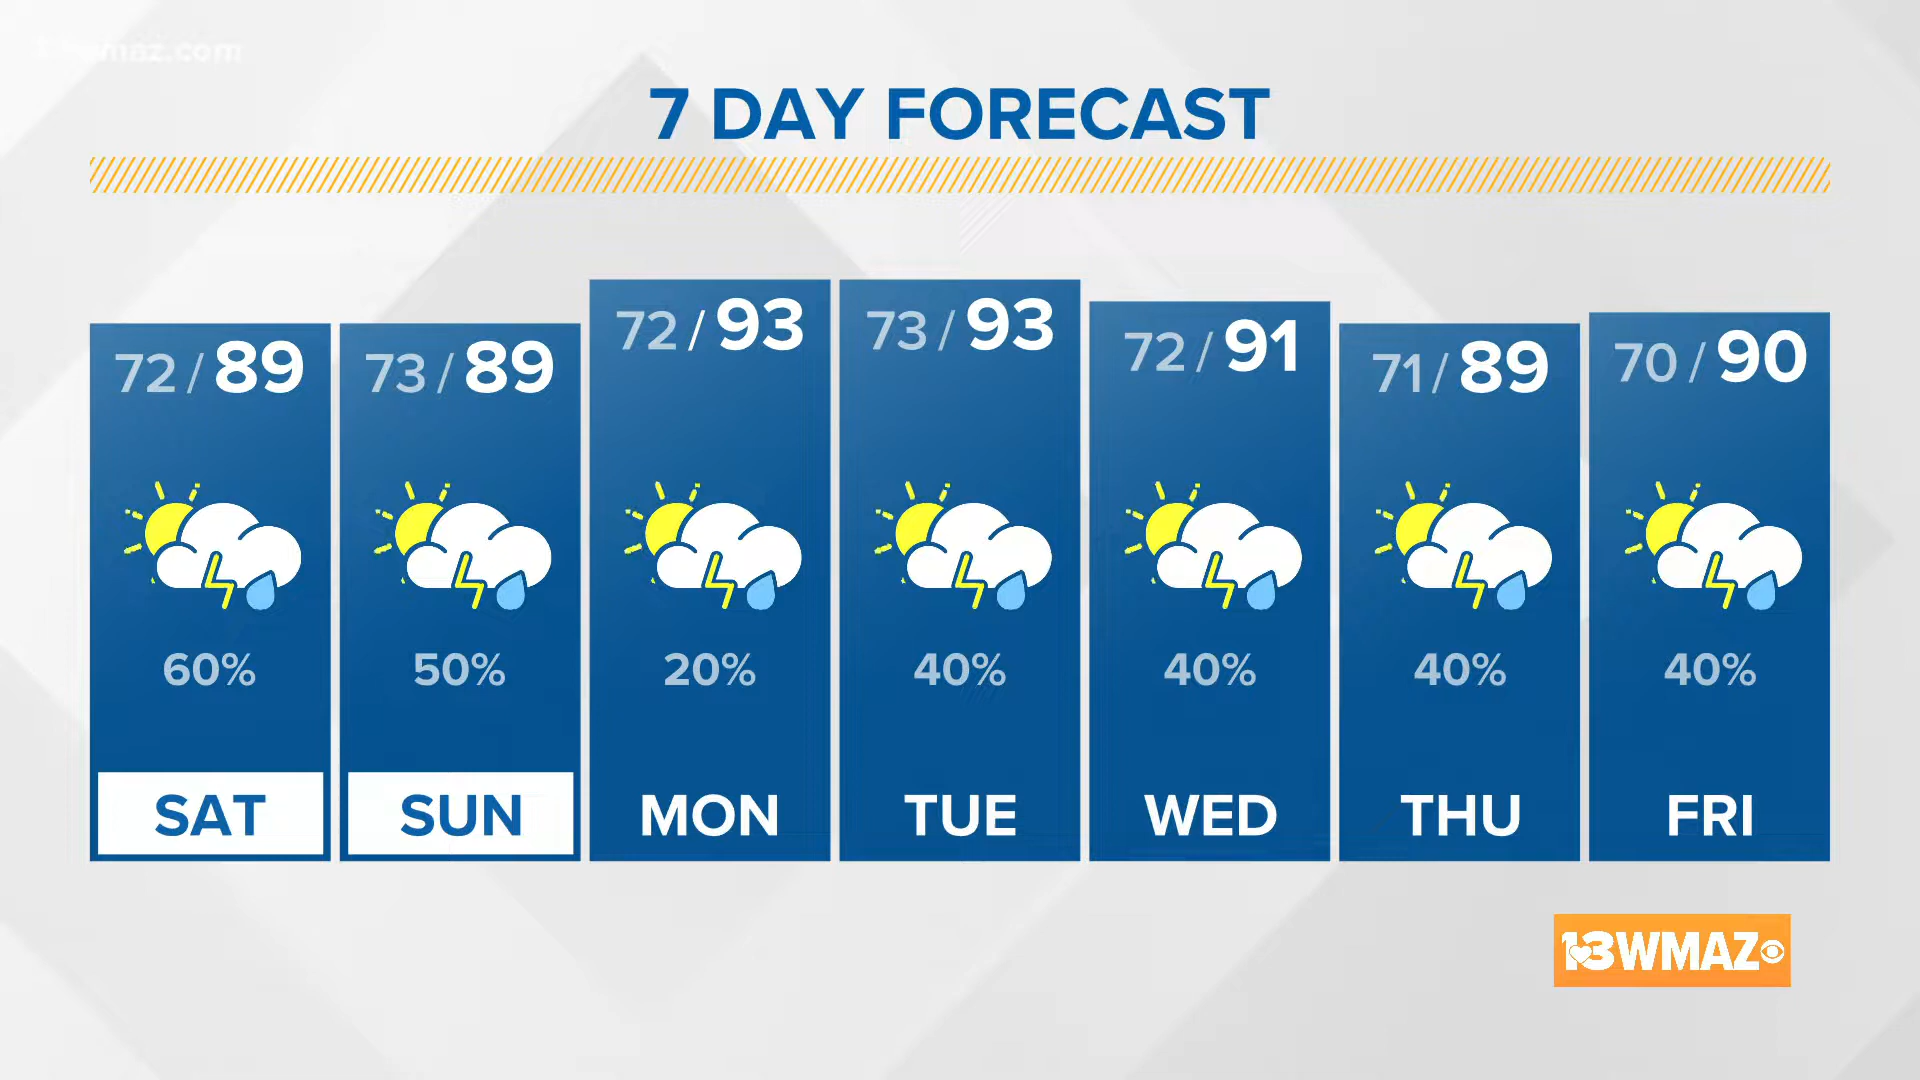 7 DAY FORECAST
72 / 89
73 / 89
72 / 93
73 / 93
72 / 91
71 / 89
70 / 90
60%
50%
20%
40%
40%
40%
40%
SAT
SUN
MON
TUE
WED
THU
FRI
13WMAZ